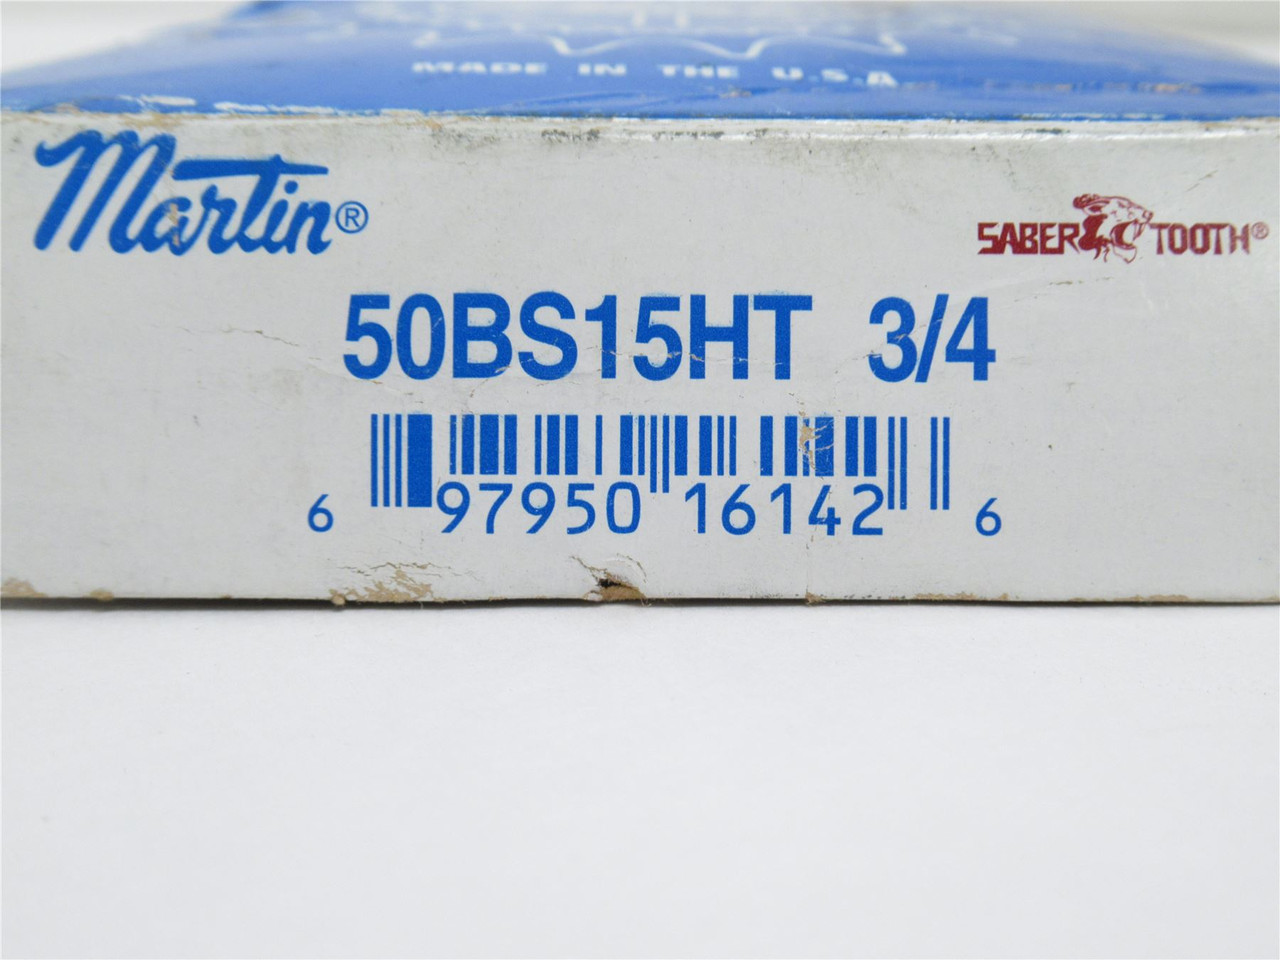 MADE IN THE U.S.A
Martin®
SABER TOOTH®
50BS15HT 3/4
6 97950 16142 6